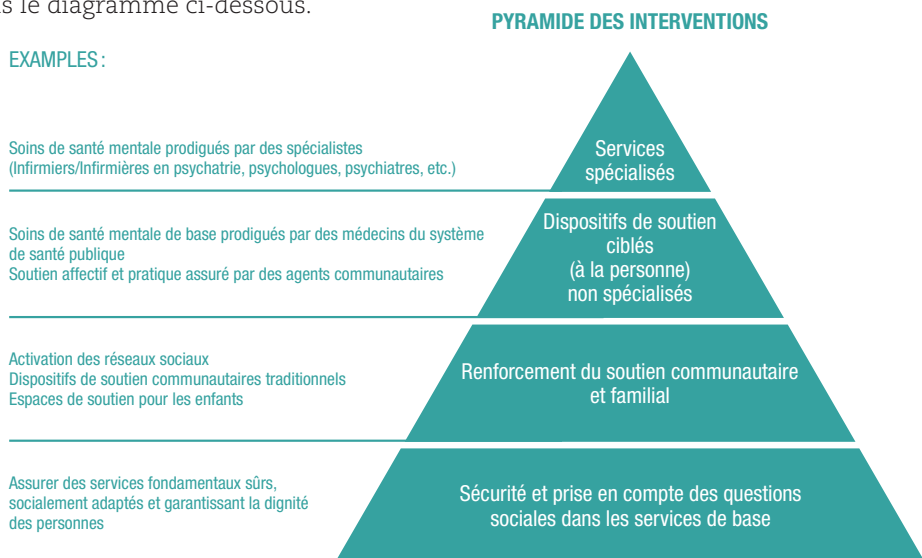 s le diagramme ci-dessous.
PYRAMIDE DES INTERVENTIONS
EXAMPLES :
Soins de santé mentale prodigués par des spécialistes
(Infirmiers/Infirmières en psychatrie, psychologues, psychiatres, etc.)
Services
spécialisés
Soins de santé mentale de base prodigués par des médecins du système
de santé publique
Soutien affectif et pratique assuré par des agents communautaires
Dispositifs de soutien
ciblés
(à la personne)
non spécialisés
Activation des réseaux sociaux
Dispositifs de soutien communautaires traditionnels
Espaces de soutien pour les enfants
Renforcement du soutien communautaire
et familial
Assurer des services fondamentaux sûrs,
socialement adaptés et garantissant la dignité
des personnes
Sécurité et prise en compte des questions
sociales dans les services de base